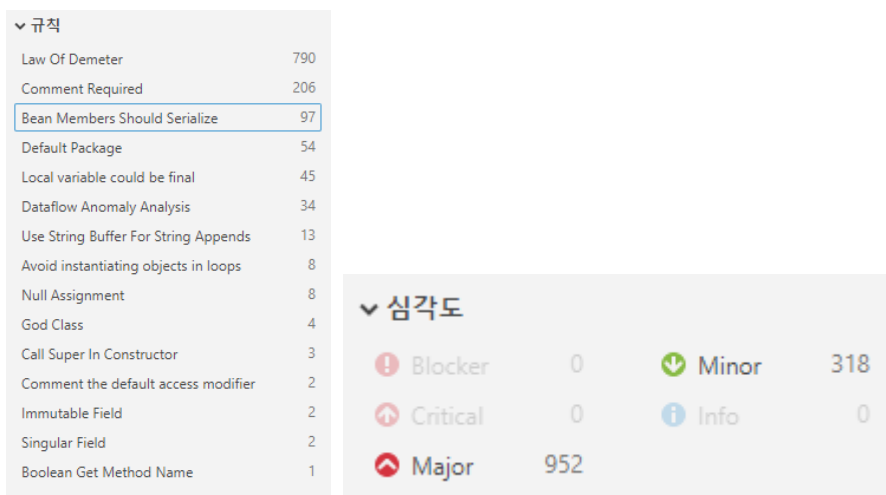 규칙
Law Of Demeter 790
Comment Required 206
Bean Members Should Serialize 97
Default Package 54
Local variable could be final 45
Dataflow Anomaly Analysis 34
Use String Buffer For String Appends 13
Avoid instantiating objects in loops 8
Null Assignment 8
God Class 4
Call Super In Constructor 3
Comment the default access modifier 2
Immutable Field 2
Singular Field 2
Boolean Get Method Name 1
심각도
Blocker 0 Minor 318
Critical 0 Info 0
Major 952